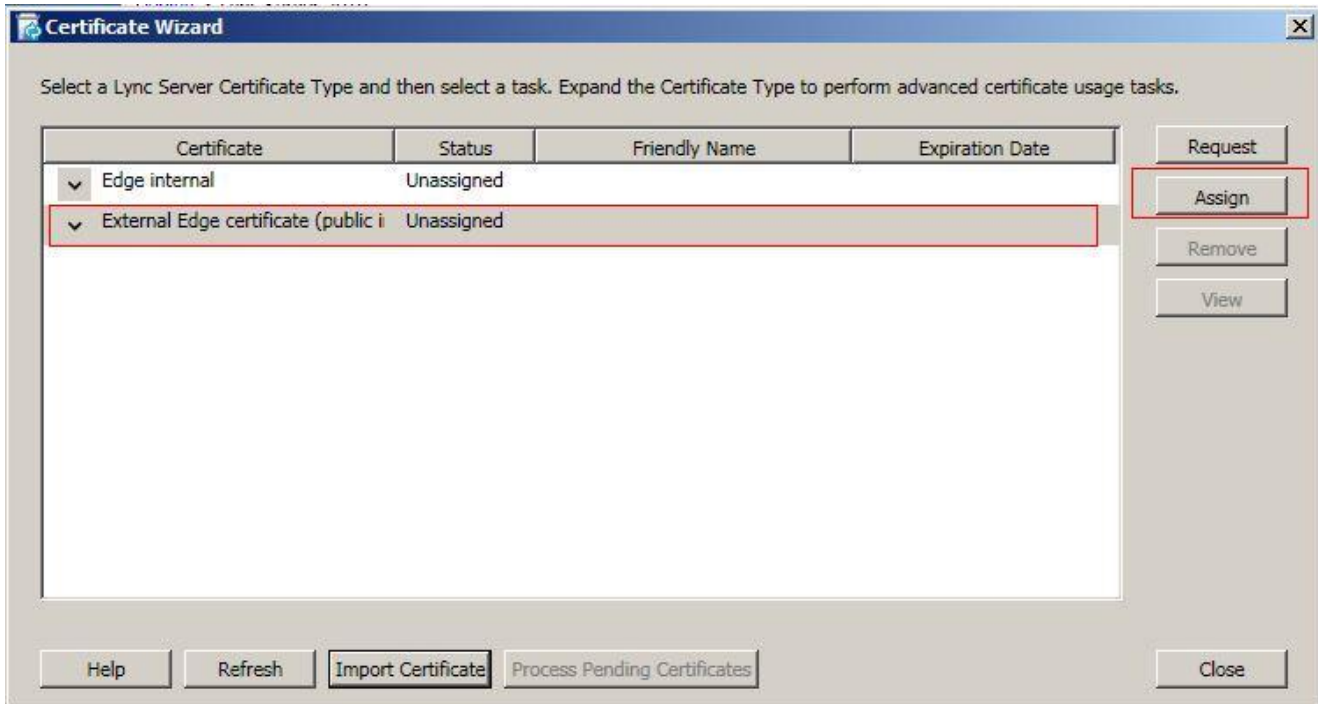 Certificate Wizard
Select a Lync Server Certificate Type and then select a task. Expand the Certificate Type to perform advanced certificate usage tasks.
Certificate Status Friendly Name Expiration Date
Edge internal Unassigned
External Edge certificate (public i Unassigned
Request
Assign
Remove
View
Help Refresh Import Certificate Process Pending Certificates Close